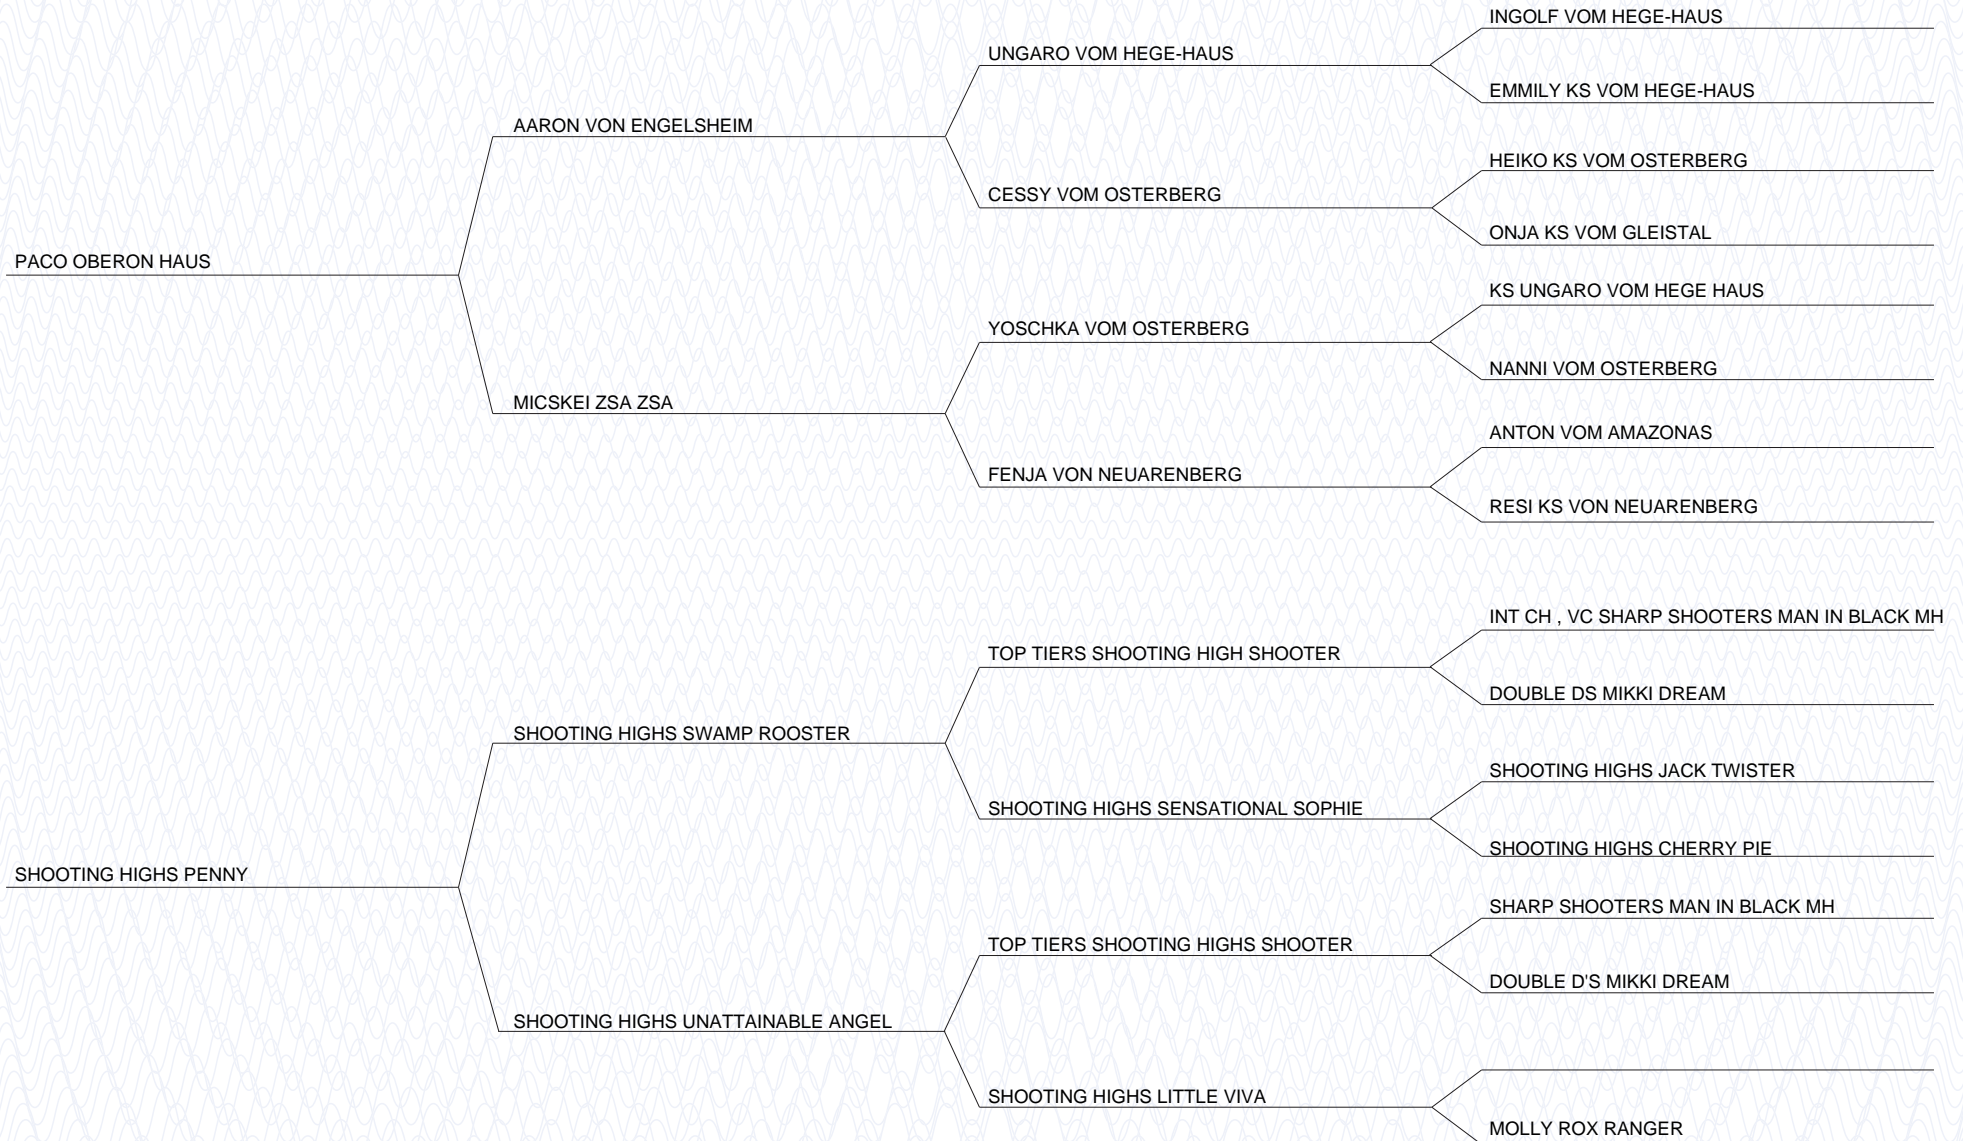 INGOLF VOM HEGE-HAUS
UNGARO VOM HEGE-HAUS
EMMILY KS VOM HEGE-HAUS
AARON VON ENGELSHEIM
HEIKO KS VOM OSTERBERG
CESSY VOM OSTERBERG
ONJA KS VOM GLEISTAL
PACO OBERON HAUS
KS UNGARO VOM HEGE HAUS
YOSCHKA VOM OSTERBERG
NANNI VOM OSTERBERG
MICSKEI ZSA ZSA
ANTON VOM AMAZONAS
FENJA VON NEUARENBERG
RESI KS VON NEUARENBERG
INT CH , VC SHARP SHOOTERS MAN IN BLACK MH
TOP TIERS SHOOTING HIGH SHOOTER
DOUBLE DS MIKKI DREAM
SHOOTING HIGHS SWAMP ROOSTER
SHOOTING HIGHS JACK TWISTER
SHOOTING HIGHS SENSATIONAL SOPHIE
SHOOTING HIGHS CHERRY PIE
SHOOTING HIGHS PENNY
SHARP SHOOTERS MAN IN BLACK MH
TOP TIERS SHOOTING HIGHS SHOOTER
DOUBLE D'S MIKKI DREAM
SHOOTING HIGHS UNATTAINABLE ANGEL
SHOOTING HIGHS LITTLE VIVA
MOLLY ROX RANGER